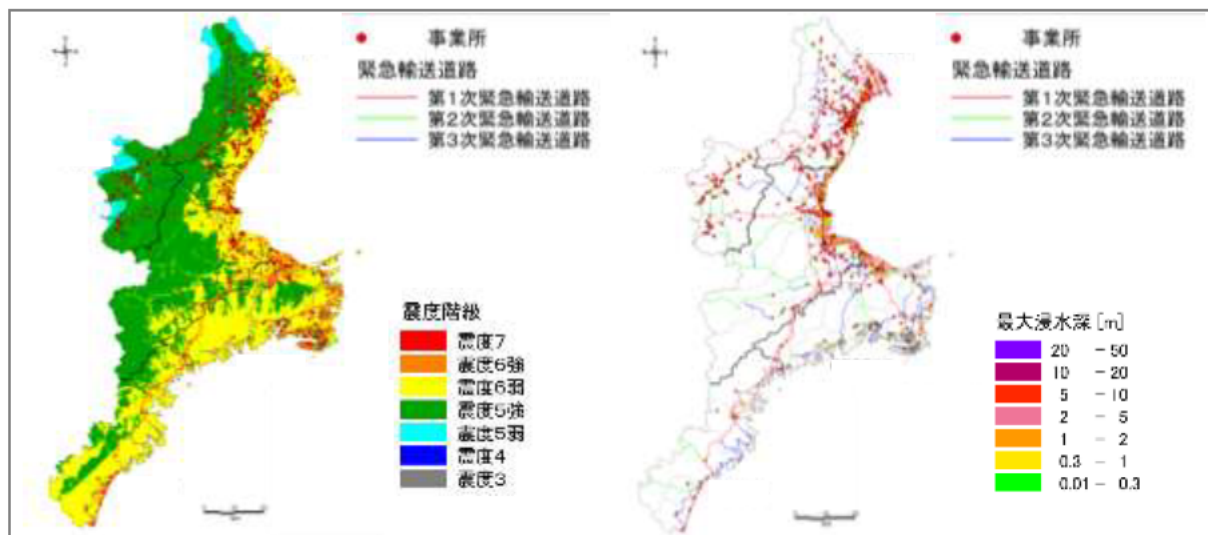 事業所
緊急輸送道路
第1次緊急輸送道路
第2次緊急輸送道路
第3次緊急輸送道路
震度階級
震度7
震度6強
震度6弱
震度5強
震度5弱
震度4
震度3
事業所
緊急輸送道路
第1次緊急輸送道路
第2次緊急輸送道路
第3次緊急輸送道路
最大浸水深 [m]
20 - 50
10 - 20
5 - 10
2 - 5
1 - 2
0.3 - 1
0.01 - 0.3